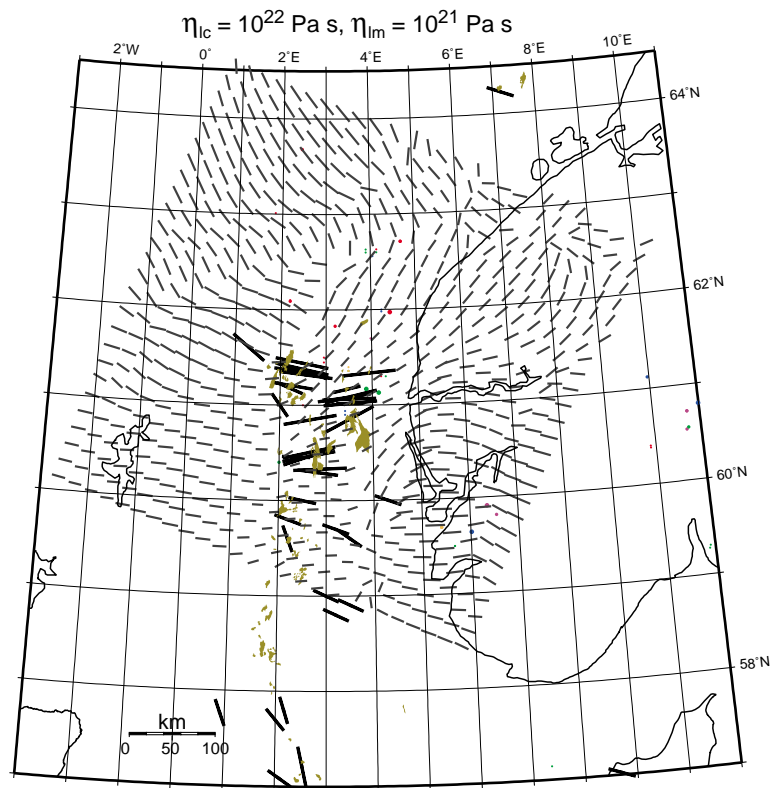 η_lc = 10^22 Pa s, η_lm = 10^21 Pa s
2˚W 0˚ 2˚E 4˚E 6˚E 8˚E 10˚E
64˚N
62˚N
60˚N
58˚N
km
0 50 100